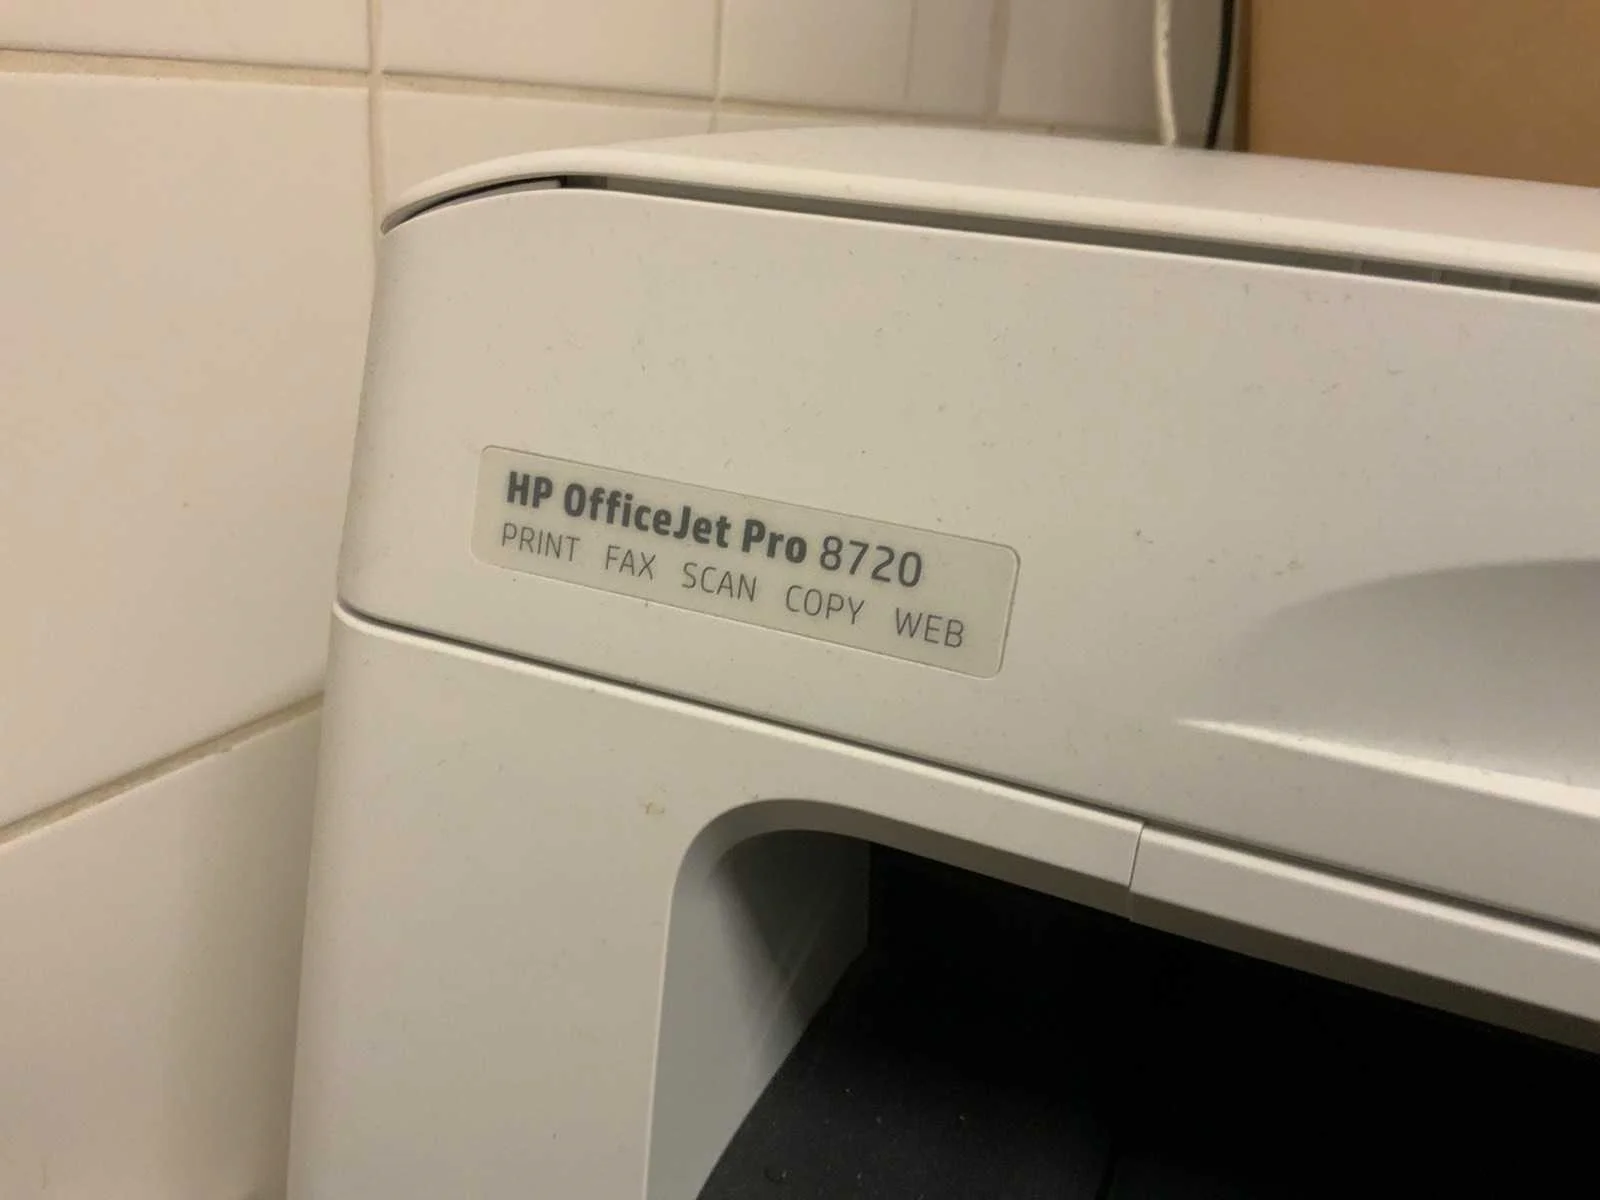 HP OfficeJet Pro 8720
PRINT FAX SCAN COPY WEB